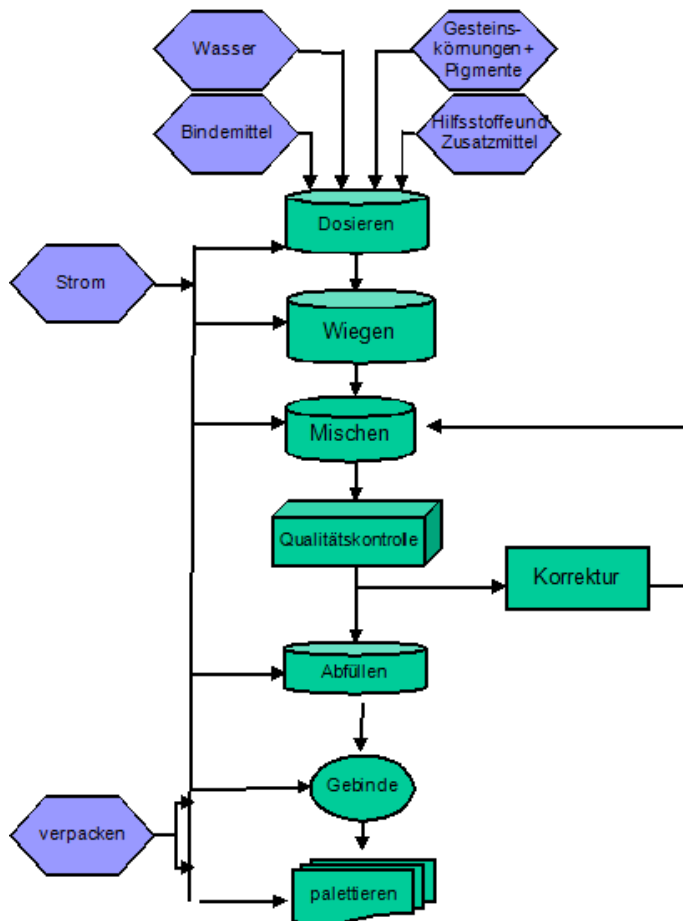 Wasser
Gesteins-
körnungen +
Pigmente
Bindemittel
Hilfsstoffeund
Zusatzmittel
Dosieren
Strom
Wiegen
Mischen
Qualitätskontrolle
Korrektur
Abfüllen
Gebinde
verpacken
palettieren